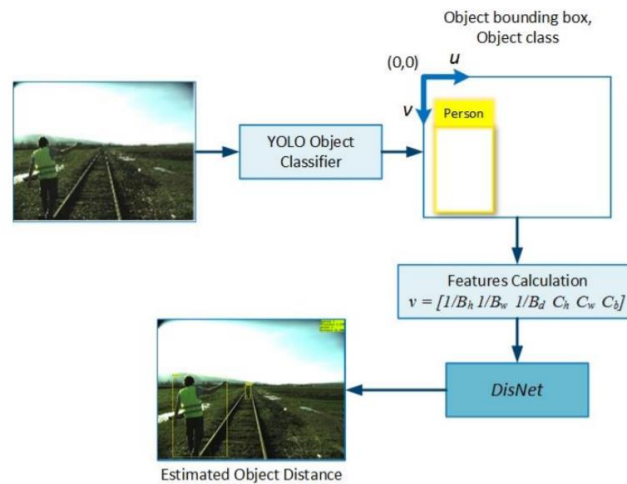 Object bounding box,
Object class
(0,0)
u
v
Person
YOLO Object
Classifier
Features Calculation
v = [1/Bh 1/Bw 1/Bd Ch Cw Cb]
DisNet
Estimated Object Distance